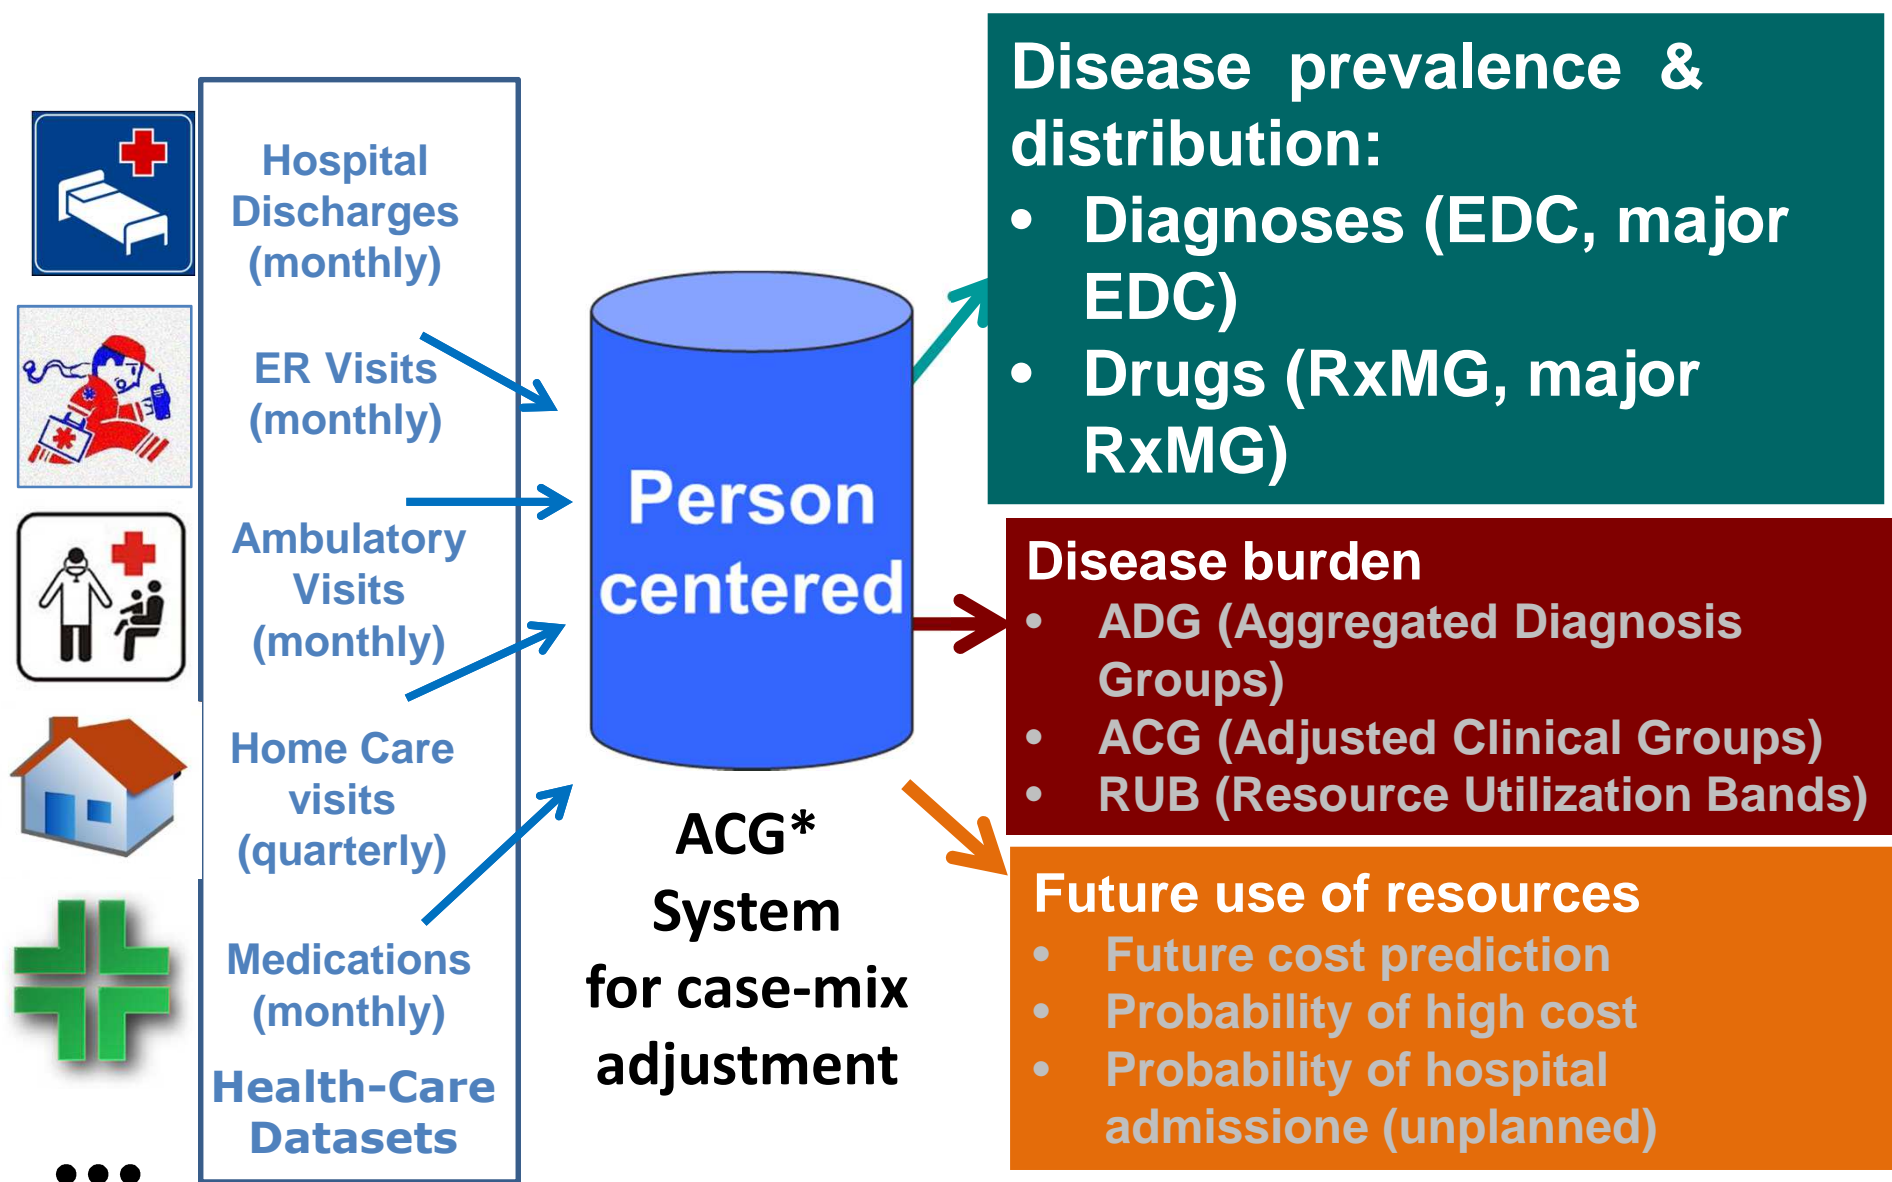 Hospital
Discharges
(monthly)
ER Visits
(monthly)
Ambulatory
Visits
(monthly)
Home Care
visits
(quarterly)
Medications
(monthly)
Health-Care
Datasets
...
Person
centered
ACG*
System
for case-mix
adjustment
Disease prevalence &
distribution:
• Diagnoses (EDC, major
EDC)
• Drugs (RxMG, major
RxMG)
Disease burden
• ADG (Aggregated Diagnosis
Groups)
• ACG (Adjusted Clinical Groups)
• RUB (Resource Utilization Bands)
Future use of resources
• Future cost prediction
• Probability of high cost
• Probability of hospital
admissione (unplanned)